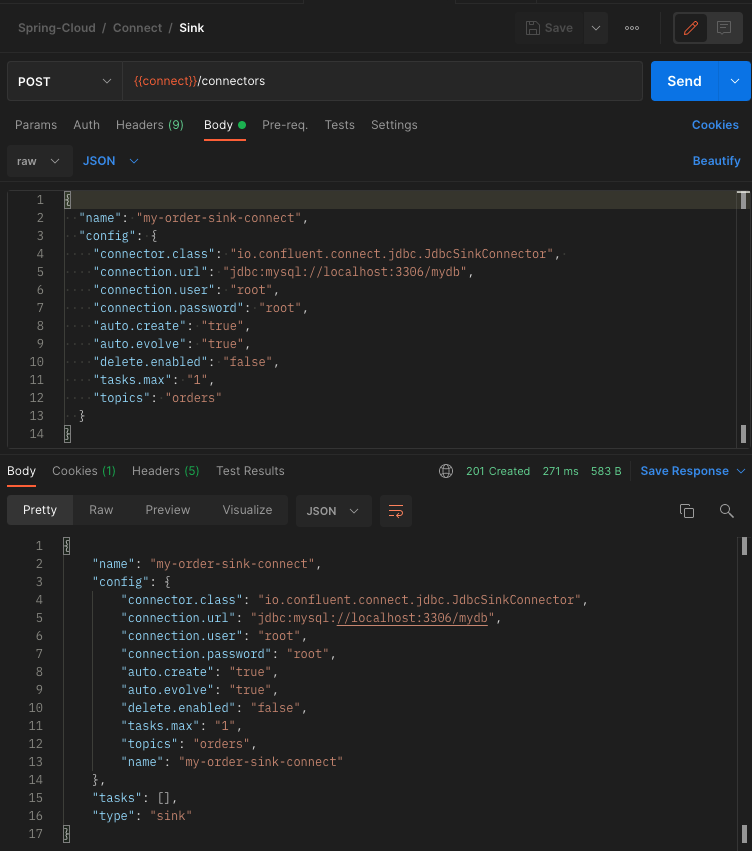 Spring-Cloud / Connect / Sink Save
POST {{connect}}/connectors Send
Params Auth Headers (9) Body Pre-req. Tests Settings Cookies
raw JSON Beautify
1 {
2 "name": "my-order-sink-connect",
3 "config": {
4 "connector.class": "io.confluent.connect.jdbc.JdbcSinkConnector",
5 "connection.url": "jdbc:mysql://localhost:3306/mydb",
6 "connection.user": "root",
7 "connection.password": "root",
8 "auto.create": "true",
9 "auto.evolve": "true",
10 "delete.enabled": "false",
11 "tasks.max": "1",
12 "topics": "orders"
13 }
14 }
Body Cookies (1) Headers (5) Test Results 201 Created 271 ms 583 B Save Response
Pretty Raw Preview Visualize JSON
1 {
2 "name": "my-order-sink-connect",
3 "config": {
4 "connector.class": "io.confluent.connect.jdbc.JdbcSinkConnector",
5 "connection.url": "jdbc:mysql://localhost:3306/mydb",
6 "connection.user": "root",
7 "connection.password": "root",
8 "auto.create": "true",
9 "auto.evolve": "true",
10 "delete.enabled": "false",
11 "tasks.max": "1",
12 "topics": "orders",
13 "name": "my-order-sink-connect"
14 },
15 "tasks": [],
16 "type": "sink"
17 }